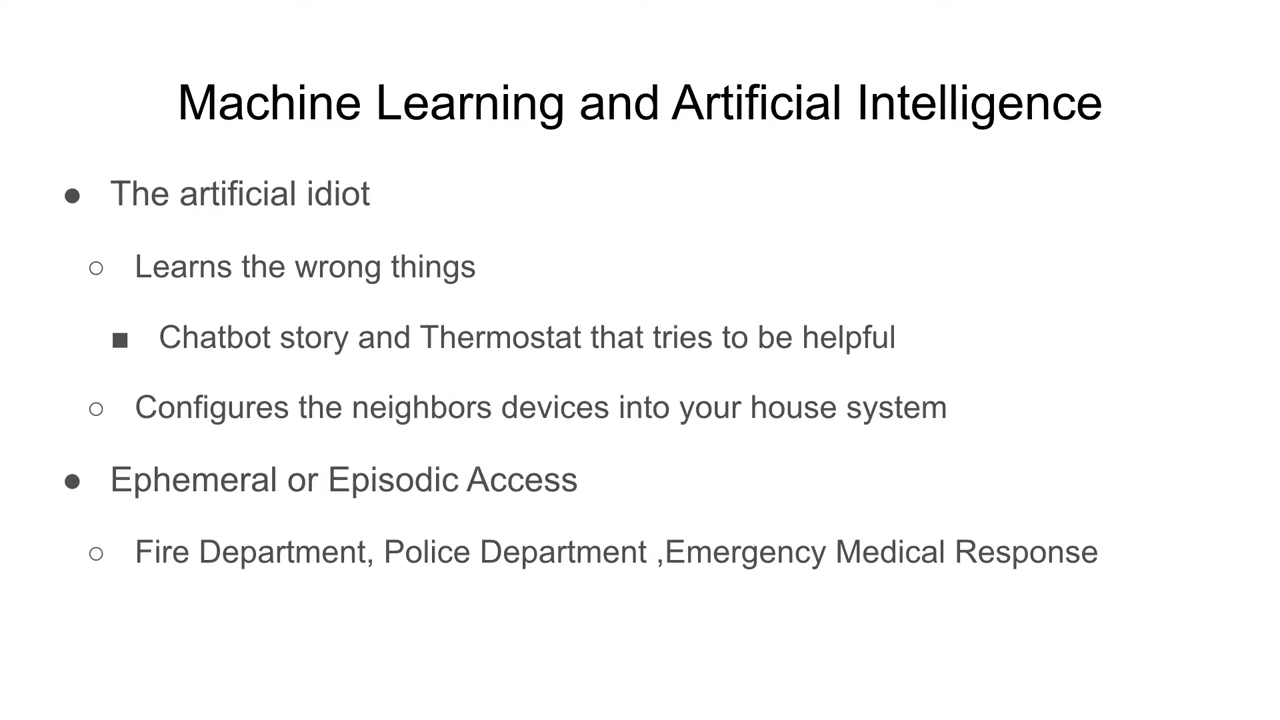 Machine Learning and Artificial Intelligence
● The artificial idiot
○ Learns the wrong things
■ Chatbot story and Thermostat that tries to be helpful
○ Configures the neighbors devices into your house system
● Ephemeral or Episodic Access
○ Fire Department, Police Department ,Emergency Medical Response